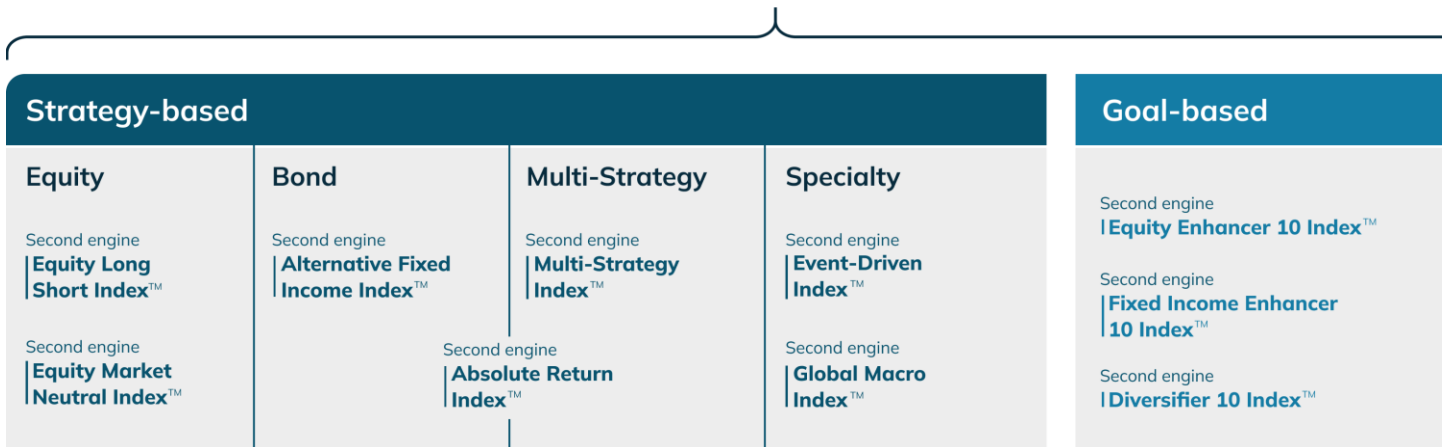 Strategy-based
Equity
Second engine
Equity Long
Short Index™
Second engine
Equity Market
Neutral Index™
Bond
Second engine
Alternative Fixed
Income Index™
Multi-Strategy
Second engine
Multi-Strategy
Index™
Second engine
Absolute Return
Index™
Specialty
Second engine
Event-Driven
Index™
Second engine
Global Macro
Index™
Goal-based
Second engine
Equity Enhancer 10 Index™
Second engine
Fixed Income Enhancer
10 Index™
Second engine
Diversifier 10 Index™